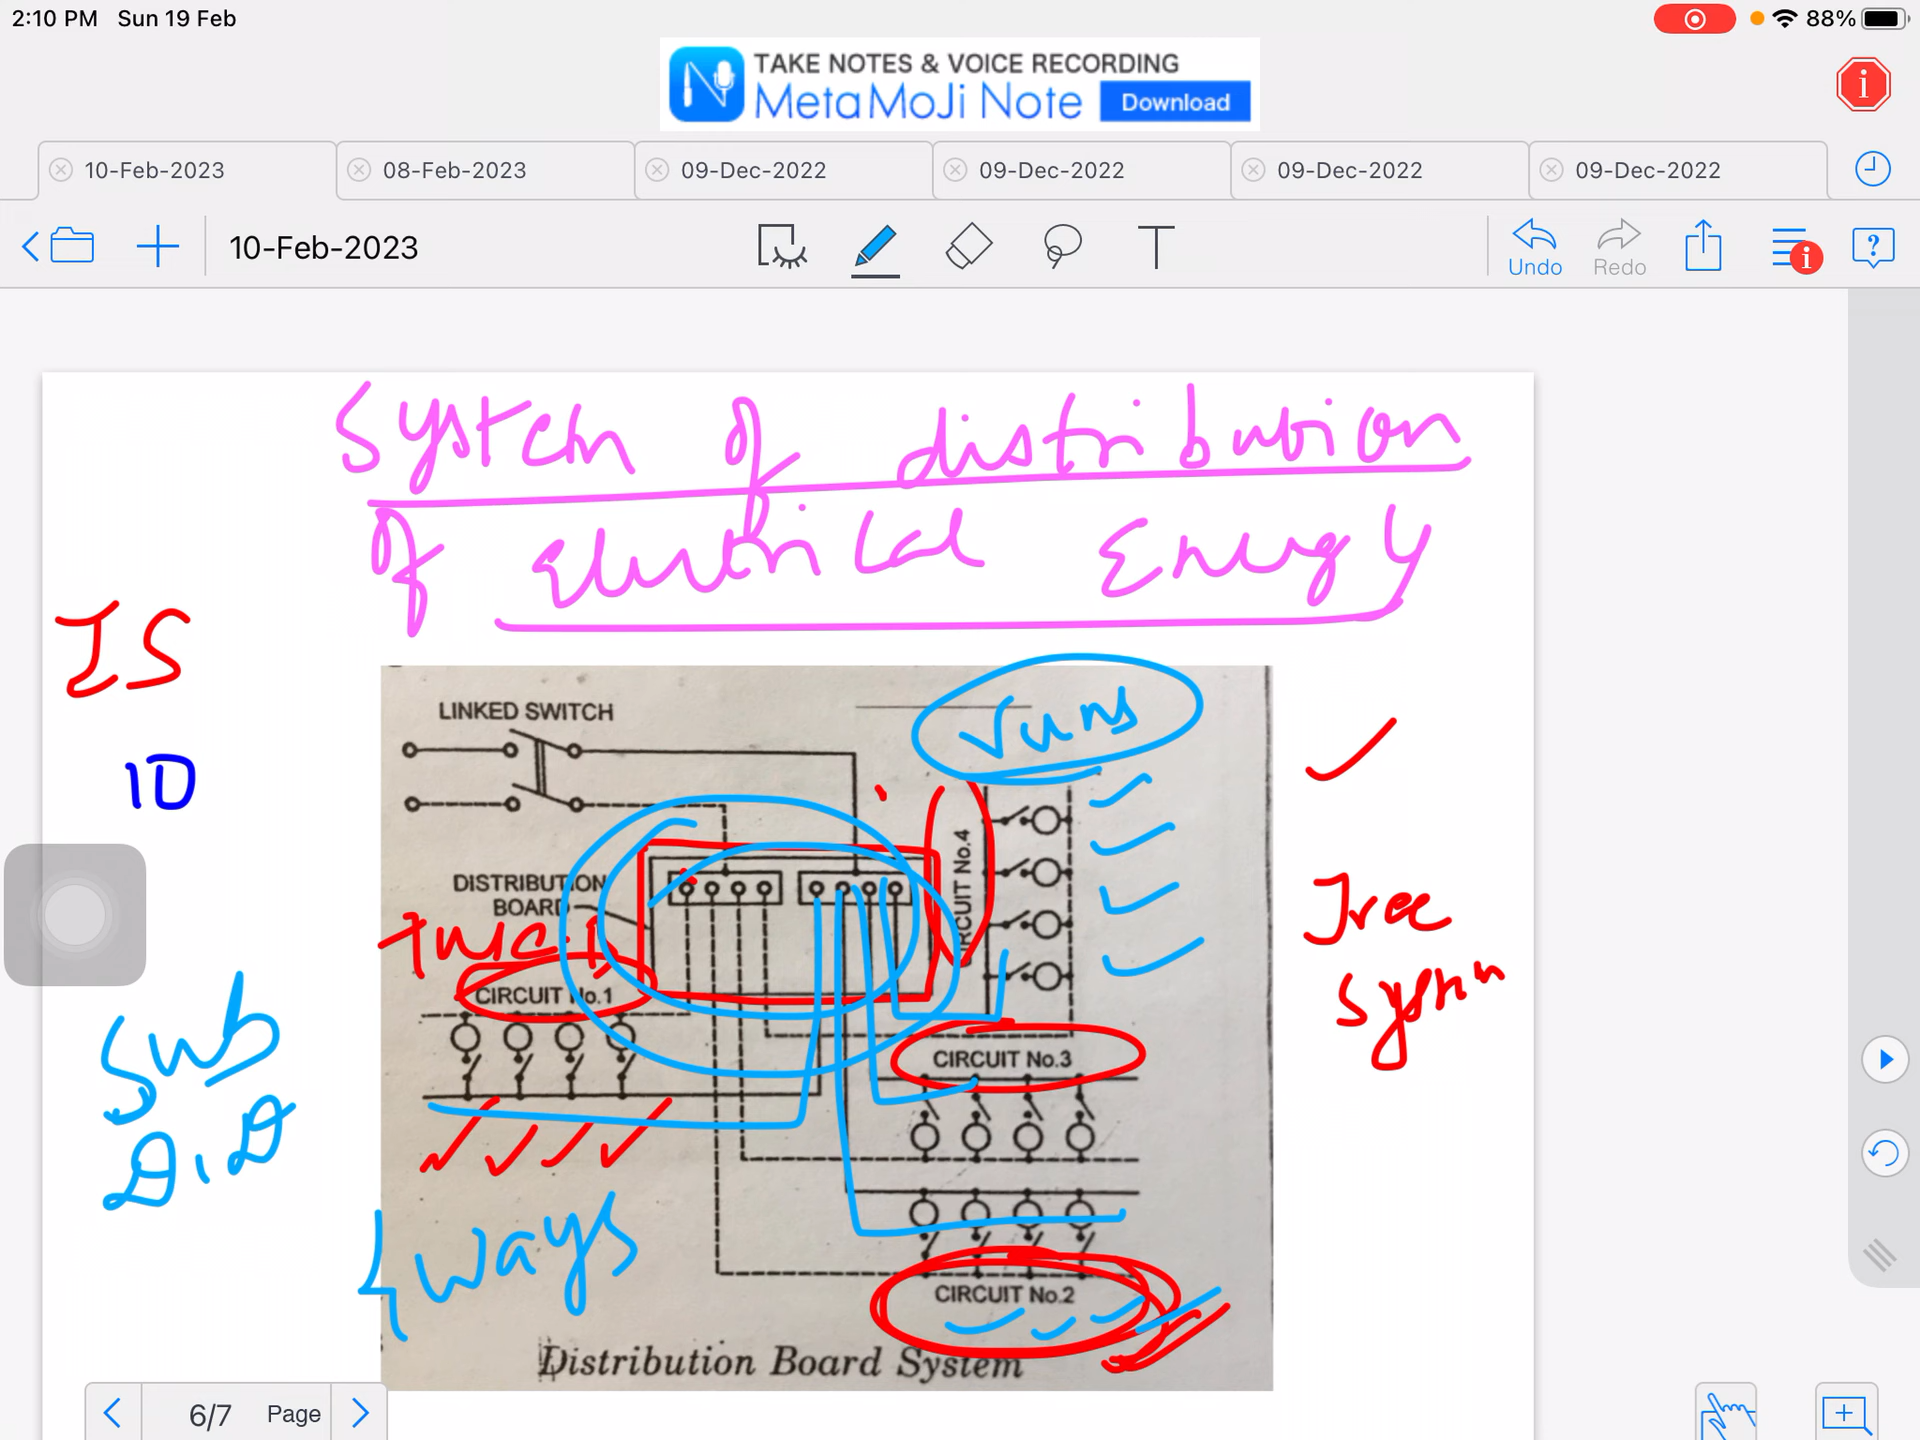 2:10 PM Sun 19 Feb 88%
TAKE NOTES & VOICE RECORDING
MetaMoJi Note Download
10-Feb-2023 08-Feb-2023 09-Dec-2022 09-Dec-2022 09-Dec-2022 09-Dec-2022
10-Feb-2023 T Undo Redo
System of distribution
of Electrical Energy
IS
10
LINKED SWITCH
DISTRIBUTION
BOARD
CIRCUIT No.4
Tree
System
CIRCUIT No.1
Sub
D.D
CIRCUIT No.3
ways
CIRCUIT No.2
Distribution Board System
6/7 Page